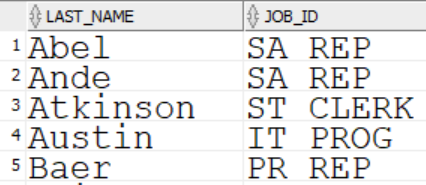 LAST_NAME JOB_ID
1 Abel SA REP
2 Ande SA REP
3 Atkinson ST CLERK
4 Austin IT PROG
5 Baer PR REP